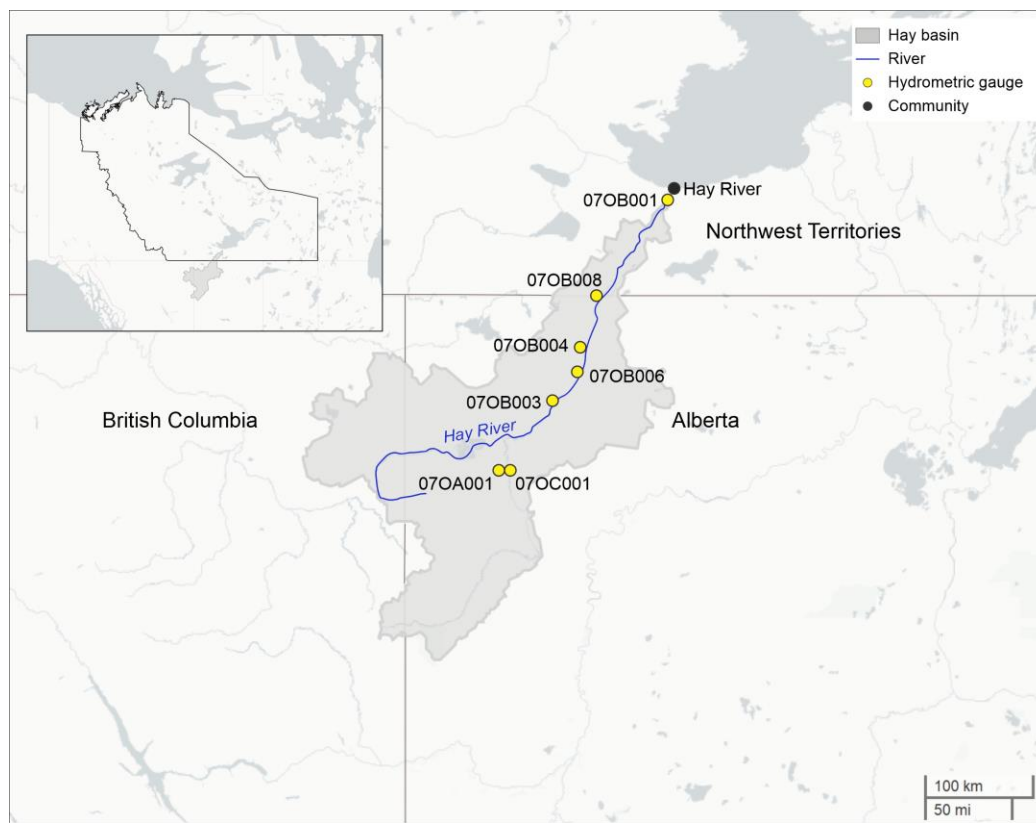 Hay basin
River
Hydrometric gauge
Community
Hay River
07OB001
Northwest Territories
07OB008
07OB004
07OB006
07OB003
British Columbia
Alberta
Hay River
07OA001
07OC001
100 km
50 mi